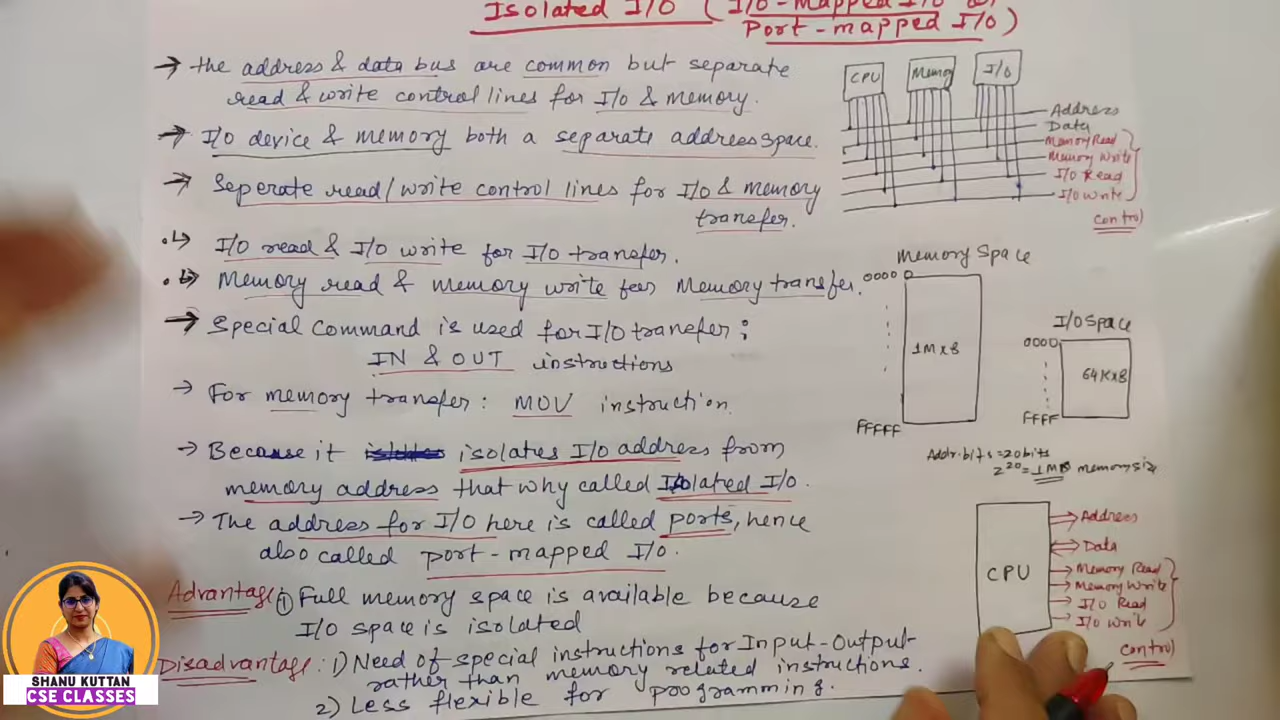 Isolated I/O (I/O-Mapped I/O or
Port-mapped I/O)
→ the address & data bus are common but separate
read & write control lines for I/O & memory.
→ I/O device & memory both a separate address space.
→ Seperate read/write control lines for I/O & memory
transfer.
I/O read & I/O write for I/O transfer.
Memory read & memory write for Memory transfer.
→ Special Command is used for I/O transfer;
IN & OUT instructions
→ For memory transfer: MOV instruction.
→ Because it isolates I/O address from
memory address that why called Isolated I/O.
→ The address for I/O here is called ports, hence
also called port-mapped I/O.
Advantage: ① Full memory space is available because
I/O space is isolated
Disadvantage: 1) Need of special instructions for Input-Output
rather than memory related instructions.
2) Less flexible for programming.
CPU
Memory
I/O
Address
Data
Memory Read
Memory Write
I/O Read
I/O Write
control
Memory Space
0000 0
1M x 8
FFFFF
I/O Space
0000
64K x 8
FFFF
Addr. bits = 20 bits
2^20 = 1MB memory size
CPU
Address
Data
Memory Read
Memory Write
I/O Read
I/O Write
control
SHANU KUTTAN
CSE CLASSES